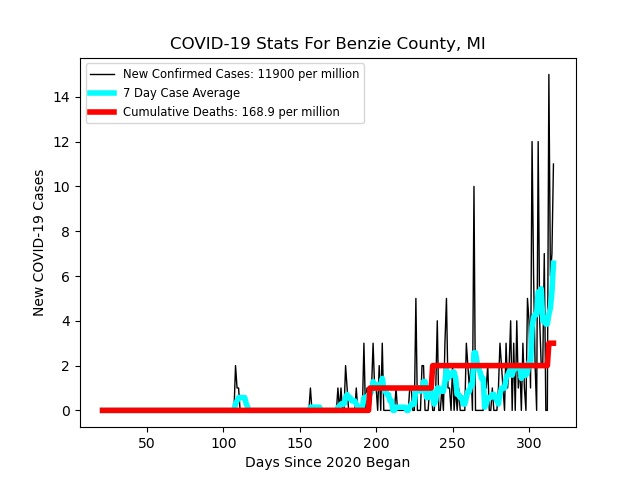 COVID-19 Stats For Benzie County, MI
New Confirmed Cases: 11900 per million
7 Day Case Average
Cumulative Deaths: 168.9 per million
New COVID-19 Cases
14
12
10
8
6
4
2
0
50 100 150 200 250 300
Days Since 2020 Began